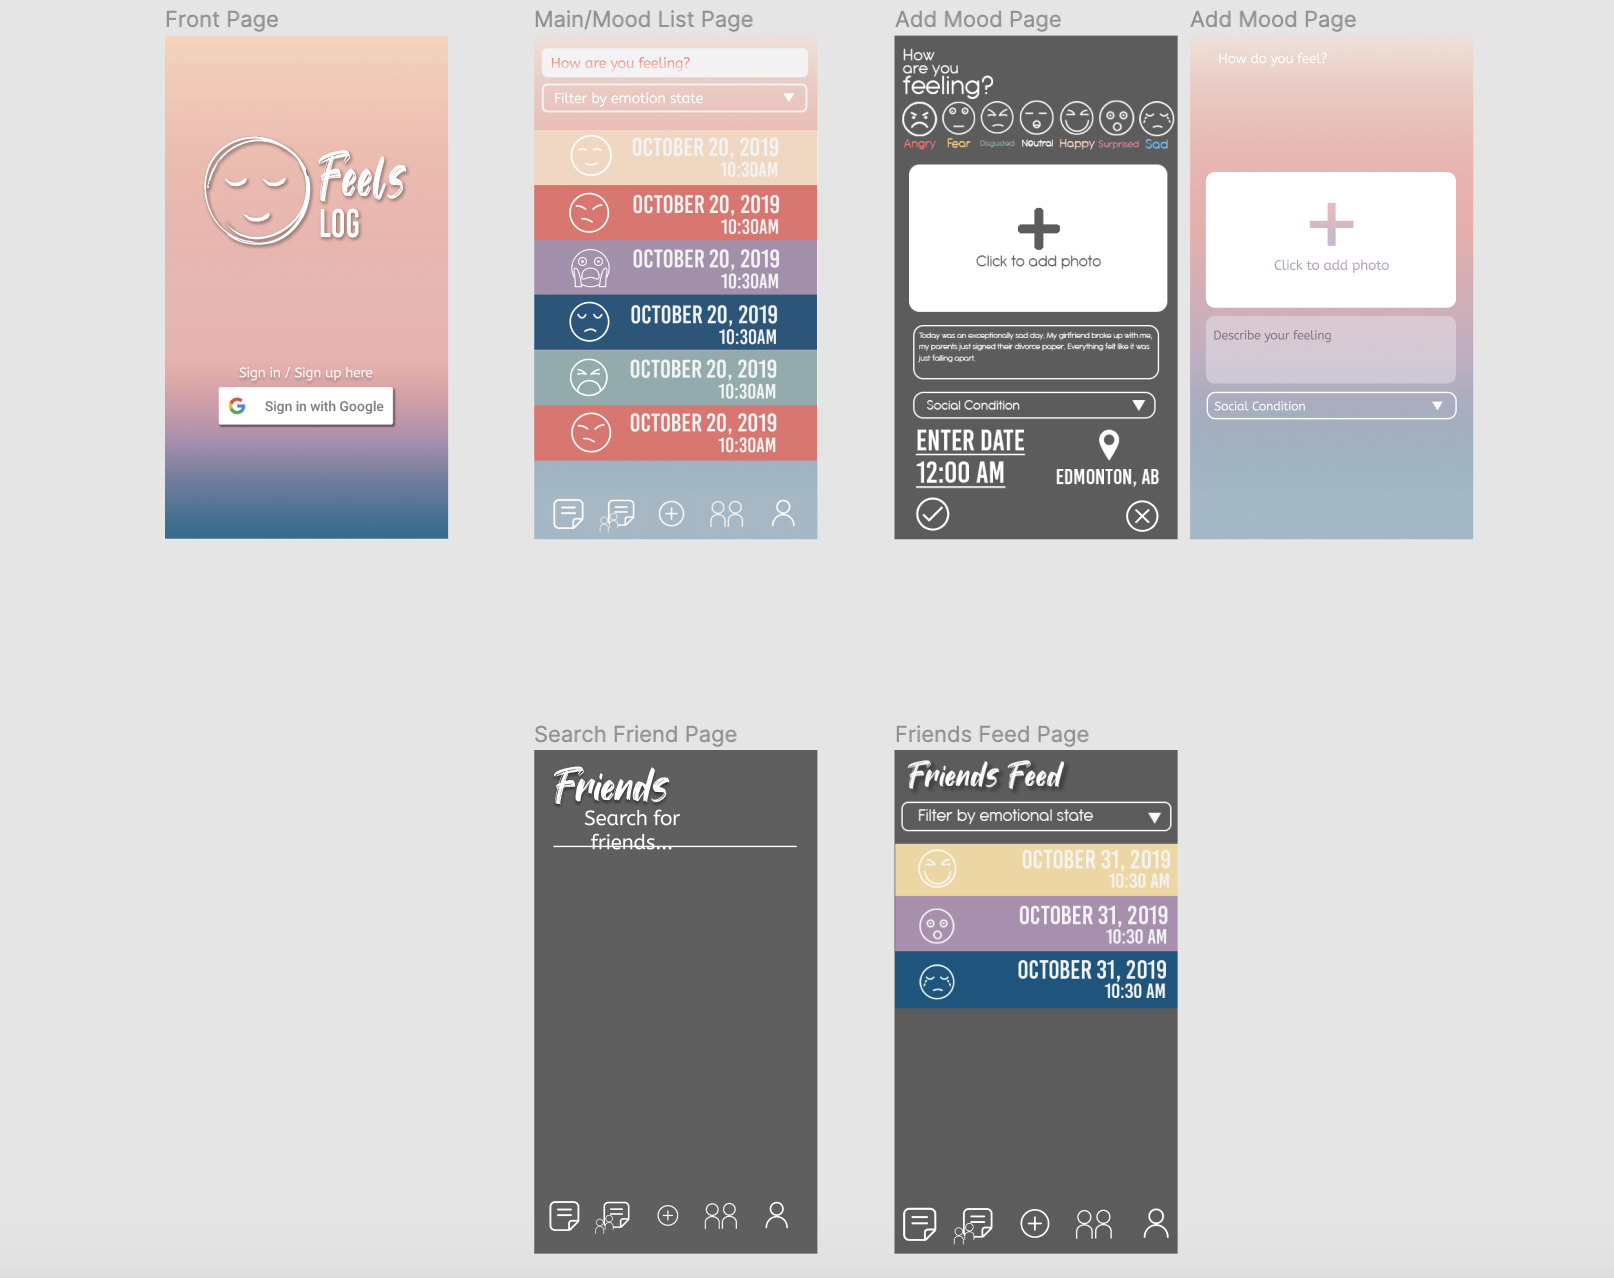 Front Page
Feels
LOG
Sign in / Sign up here
Sign in with Google
Main/Mood List Page
How are you feeling?
Filter by emotion state
OCTOBER 20, 2019
10:30AM
OCTOBER 20, 2019
10:30AM
OCTOBER 20, 2019
10:30AM
OCTOBER 20, 2019
10:30AM
OCTOBER 20, 2019
10:30AM
OCTOBER 20, 2019
10:30AM
Add Mood Page
How
are you
feeling?
Angry Fear Disgusted Neutral Happy Surprised Sad
Click to add photo
Today was an exceptionally sad day. My girlfriend broke up with me,
my parents just signed their divorce paper. Everything felt like it was
just falling apart.
Social Condition
ENTER DATE
12:00 AM
EDMONTON, AB
Add Mood Page
How do you feel?
Click to add photo
Describe your feeling
Social Condition
Search Friend Page
Friends
Search for
friends...
Friends Feed Page
Friends Feed
Filter by emotional state
OCTOBER 31, 2019
10:30 AM
OCTOBER 31, 2019
10:30 AM
OCTOBER 31, 2019
10:30 AM